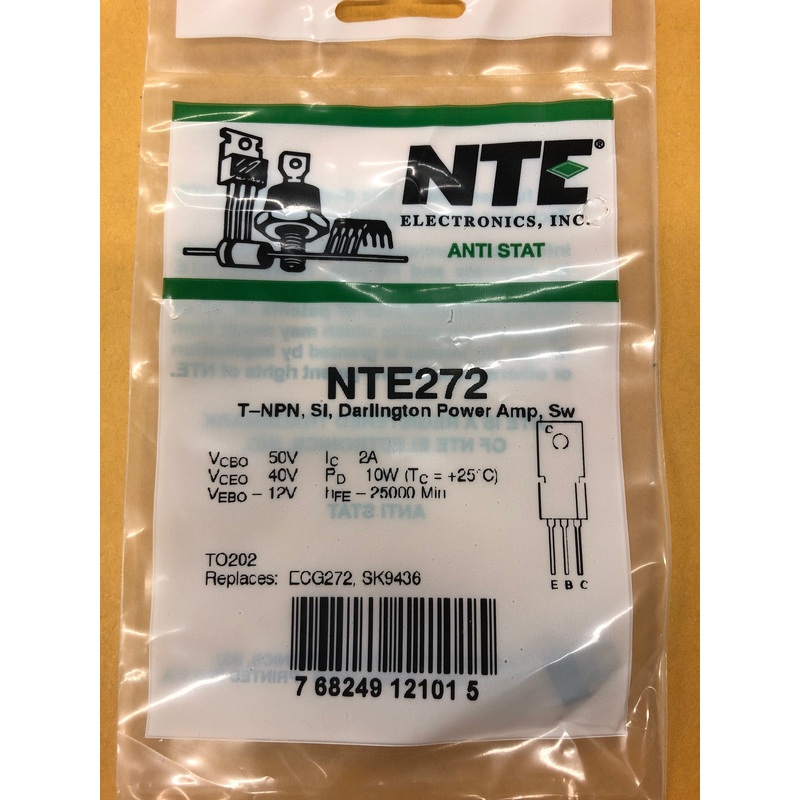 NTE®
ELECTRONICS, INC.
ANTI STAT
NTE272
T–NPN, SI, Darlington Power Amp, Sw
C
VCBO 50V IC 2A
VCEO 40V PD 10W (TC = +25°C)
VEBO – 12V hFE – 25000 Min
TO202
Replaces: ECG272, SK9436
E B C
7 68249 12101 5